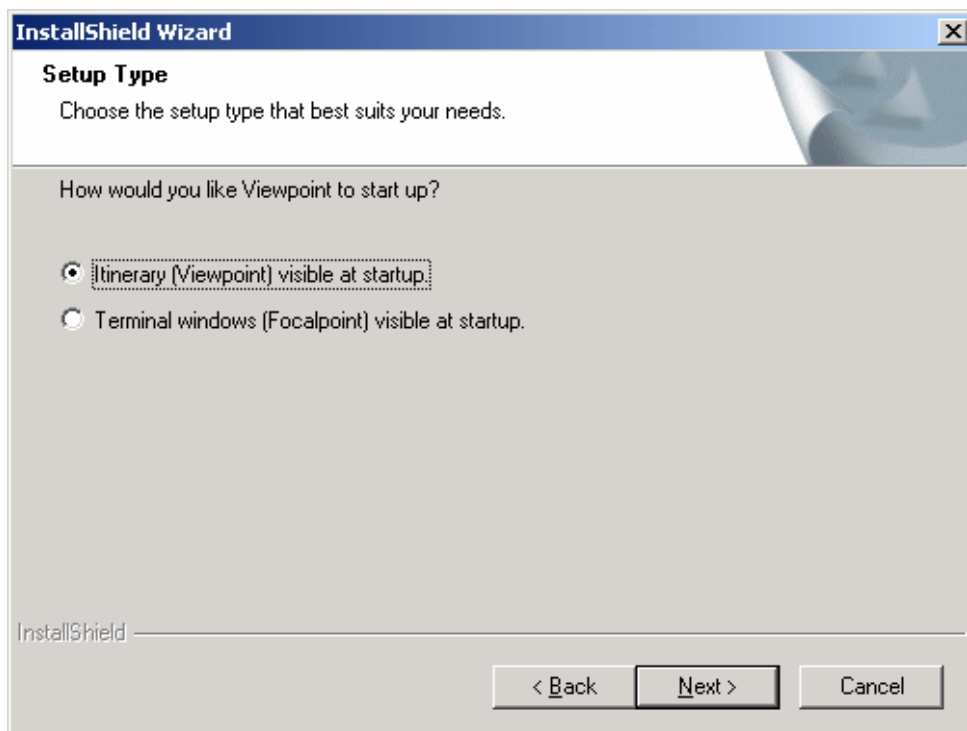 InstallShield Wizard
Setup Type
Choose the setup type that best suits your needs.
How would you like Viewpoint to start up?
Itinerary (Viewpoint) visible at startup.
Terminal windows (Focalpoint) visible at startup.
InstallShield
< Back Next > Cancel